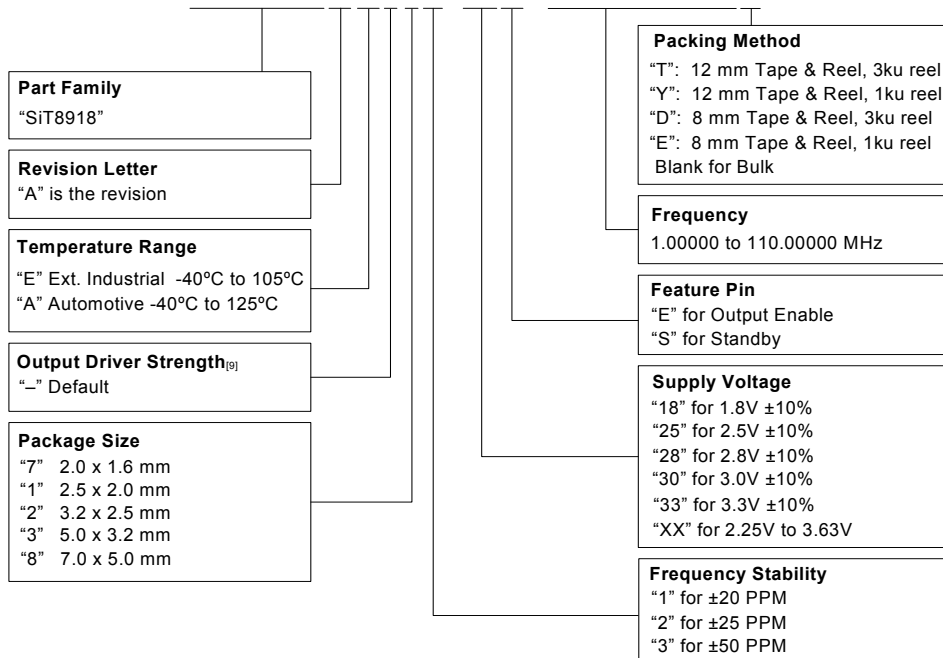 Part Family
“SiT8918”
Revision Letter
“A” is the revision
Temperature Range
“E” Ext. Industrial -40ºC to 105ºC
“A” Automotive -40ºC to 125ºC
Output Driver Strength[9]
“–” Default
Package Size
“7” 2.0 x 1.6 mm
“1” 2.5 x 2.0 mm
“2” 3.2 x 2.5 mm
“3” 5.0 x 3.2 mm
“8” 7.0 x 5.0 mm
Packing Method
“T”: 12 mm Tape & Reel, 3ku reel
“Y”: 12 mm Tape & Reel, 1ku reel
“D”: 8 mm Tape & Reel, 3ku reel
“E”: 8 mm Tape & Reel, 1ku reel
Blank for Bulk
Frequency
1.00000 to 110.00000 MHz
Feature Pin
“E” for Output Enable
“S” for Standby
Supply Voltage
“18” for 1.8V ±10%
“25” for 2.5V ±10%
“28” for 2.8V ±10%
“30” for 3.0V ±10%
“33” for 3.3V ±10%
“XX” for 2.25V to 3.63V
Frequency Stability
“1” for ±20 PPM
“2” for ±25 PPM
“3” for ±50 PPM